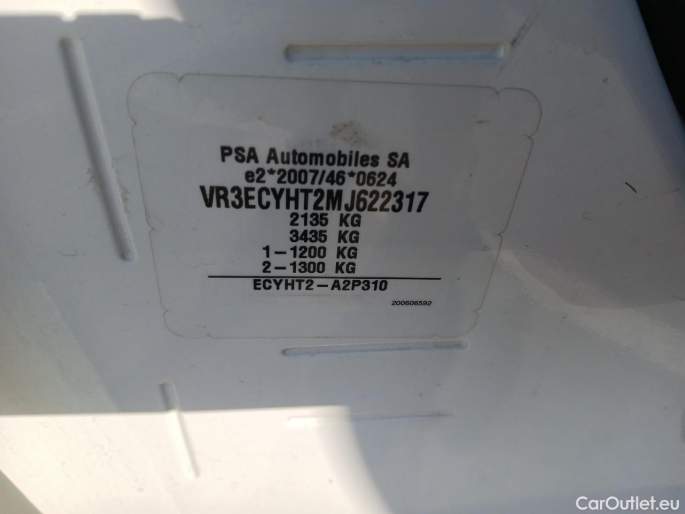 PSA Automobiles SA
e2*2007/46*0624
VR3ECYHT2MJ622317
2135 KG
3435 KG
1-1200 KG
2-1300 KG
ECYHT2-A2P310
200606592
CarOutlet.eu